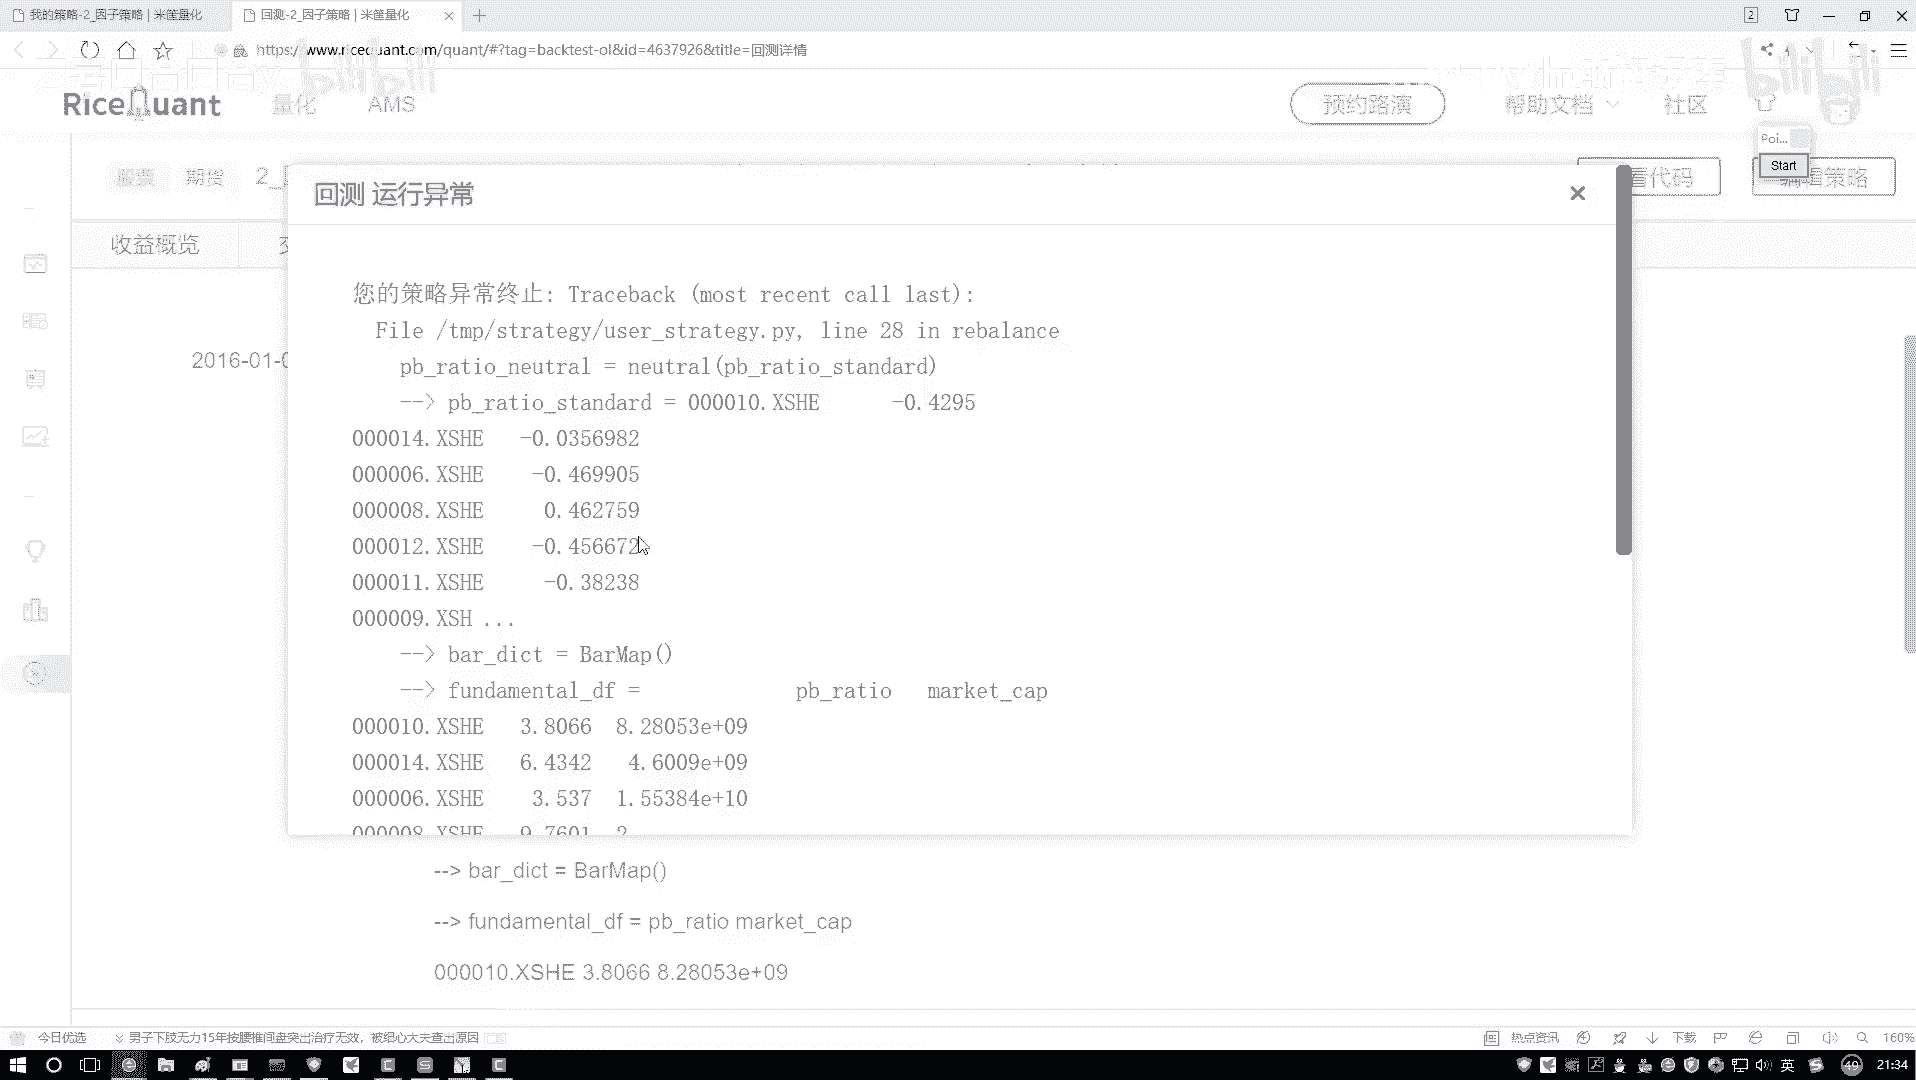 我的策略-2_因子策略 | 米筐量化
回测-2_因子策略 | 米筐量化
2
https://www.ricequant.com/quant/#?tag=backtest-ol&id=4637926&title=回测详情
bilibili
bilibili
RiceQuant
量化
AMS
预约路演
帮助文档
社区
Poi...
Start
股票
期货
2_
看代码
编辑策略
回测 运行异常
收益概览
您的策略异常终止: Traceback (most recent call last):
File /tmp/strategy/user_strategy.py, line 28 in rebalance
2016-01-0
pb_ratio_neutral = neutral(pb_ratio_standard)
--> pb_ratio_standard = 000010.XSHE -0.4295
000014.XSHE -0.0356982
000006.XSHE -0.469905
000008.XSHE 0.462759
000012.XSHE -0.456672
000011.XSHE -0.38238
000009.XSH ...
--> bar_dict = BarMap()
--> fundamental_df = pb_ratio market_cap
000010.XSHE 3.8066 8.28053e+09
000014.XSHE 6.4342 4.6009e+09
000006.XSHE 3.537 1.55384e+10
000008.XSHE 9.7601 2
--> bar_dict = BarMap()
--> fundamental_df = pb_ratio market_cap
000010.XSHE 3.8066 8.28053e+09
今日优选
男子下肢无力15年按腰椎间盘突出治疗无效，被细心大夫查出原因
热点资讯
下载
160%
英
49
21:34